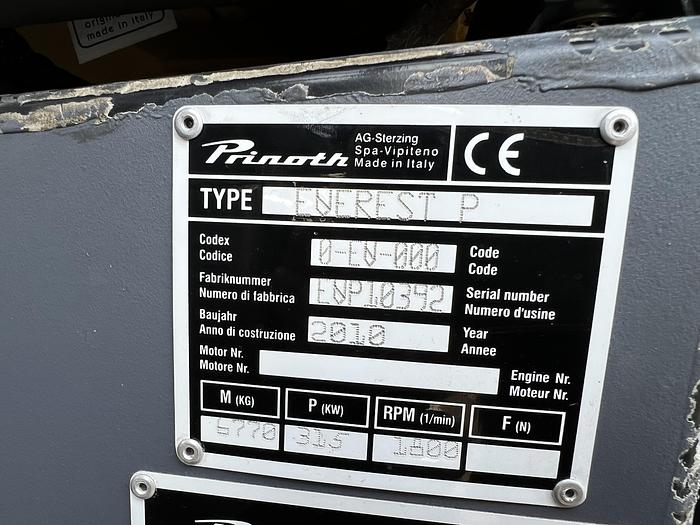 original
made in Italy
Prinoth
AG-Sterzing
Spa-Vipiteno
Made in Italy
CE
TYPE EVEREST P
Codex
Codice
0-EV-000
Code
Code
Fabriknummer
Numero di fabbrica
EVP10392
Serial number
Numero d'usine
Baujahr
Anno di costruzione
2010
Year
Annee
Motor Nr.
Motore Nr.
Engine Nr.
Moteur Nr.
M (KG) P (KW) RPM (1/min) F (N)
6770 315 1800